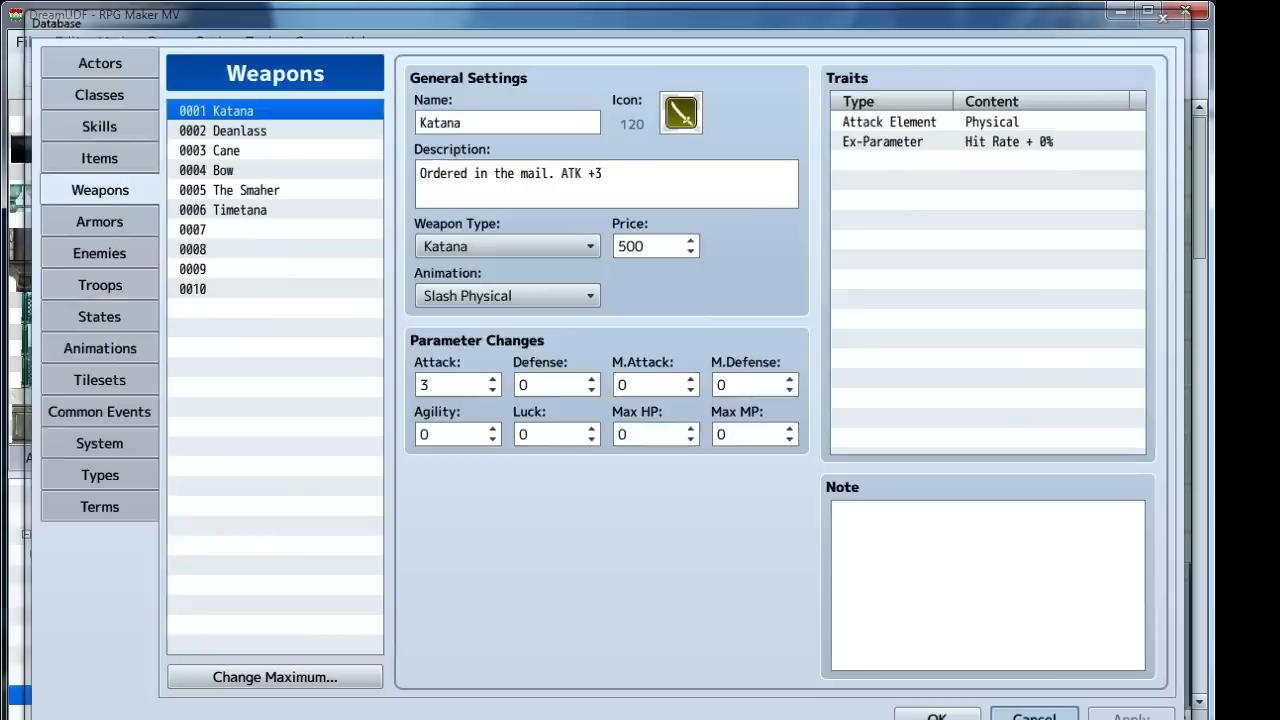 DreamUDF - RPG Maker MV
Database
Actors
Classes
Skills
Items
Weapons
Armors
Enemies
Troops
States
Animations
Tilesets
Common Events
System
Types
Terms
Weapons
0001 Katana
0002 Deanlass
0003 Cane
0004 Bow
0005 The Smaher
0006 Timetana
0007
0008
0009
0010
Change Maximum...
General Settings
Name:
Katana
Icon:
120
Description:
Ordered in the mail. ATK +3
Weapon Type:
Katana
Price:
500
Animation:
Slash Physical
Parameter Changes
Attack: Defense: M.Attack: M.Defense:
3 0 0 0
Agility: Luck: Max HP: Max MP:
0 0 0 0
Traits
Type Content
Attack Element Physical
Ex-Parameter Hit Rate + 0%
Note
OK Cancel Apply